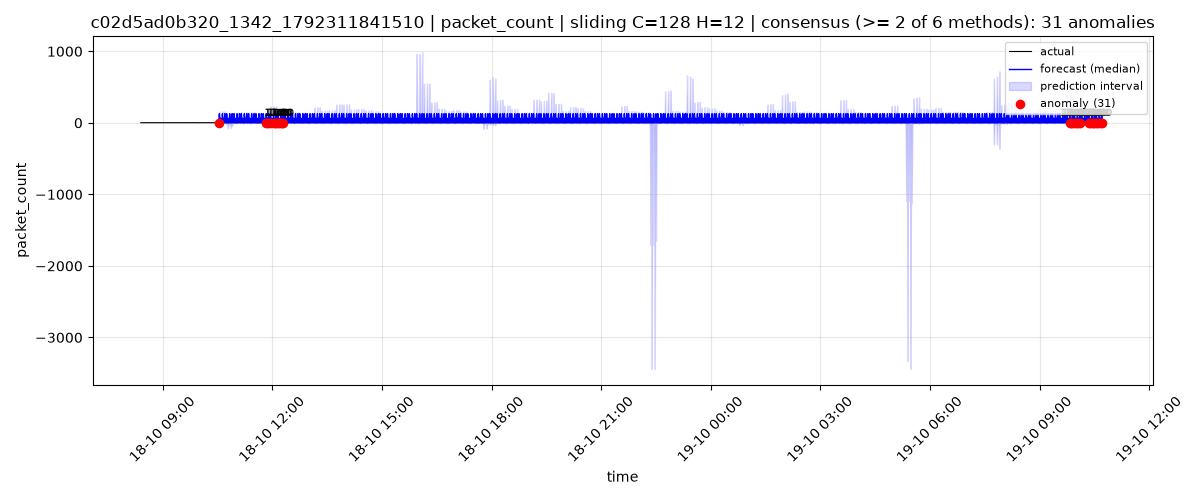 c02d5ad0b320_1342_1792311841510 | packet_count | sliding C=128 H=12 | consensus (>= 2 of 6 methods): 31 anomalies
actual
forecast (median)
prediction interval
anomaly (31)
packet_count
1000
0
−1000
−2000
−3000
18-10 09:00
18-10 12:00
18-10 15:00
18-10 18:00
18-10 21:00
19-10 00:00
19-10 03:00
19-10 06:00
19-10 09:00
19-10 12:00
time